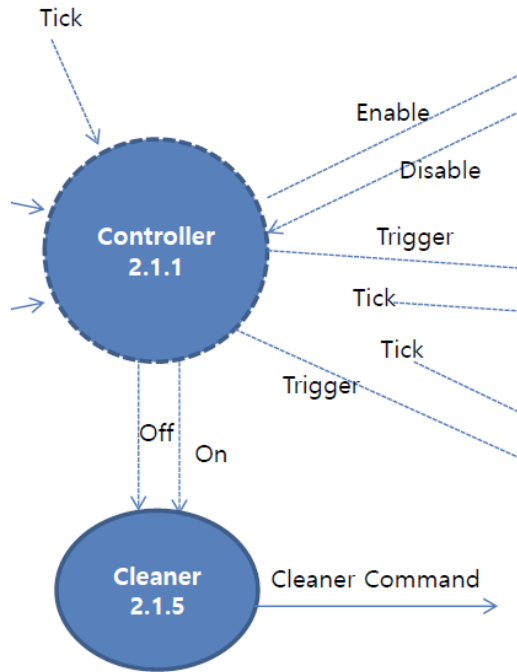 Tick
Enable
Disable
Controller
2.1.1
Trigger
Tick
Tick
Trigger
Off
On
Cleaner
2.1.5
Cleaner Command